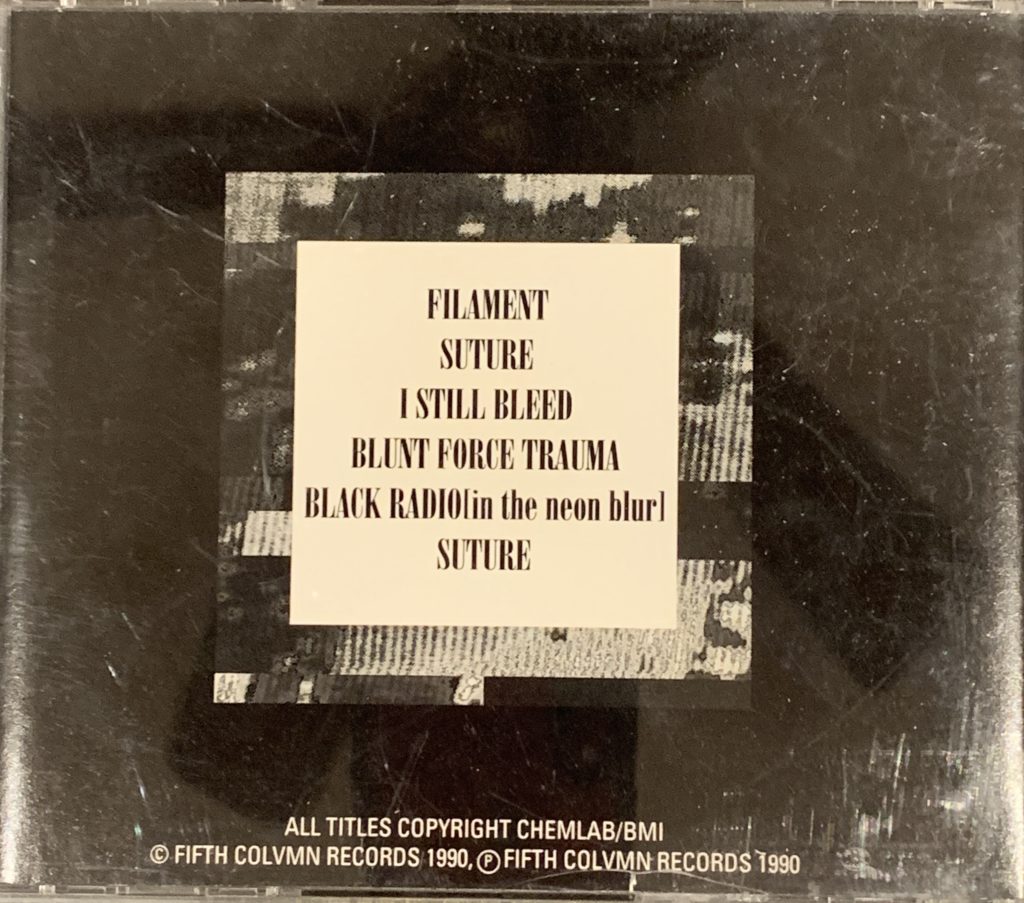 FILAMENT
SUTURE
I STILL BLEED
BLUNT FORCE TRAUMA
BLACK RADIO[in the neon blur]
SUTURE
ALL TITLES COPYRIGHT CHEMLAB/BMI
© FIFTH COLVMN RECORDS 1990, ℗ FIFTH COLVMN RECORDS 1990